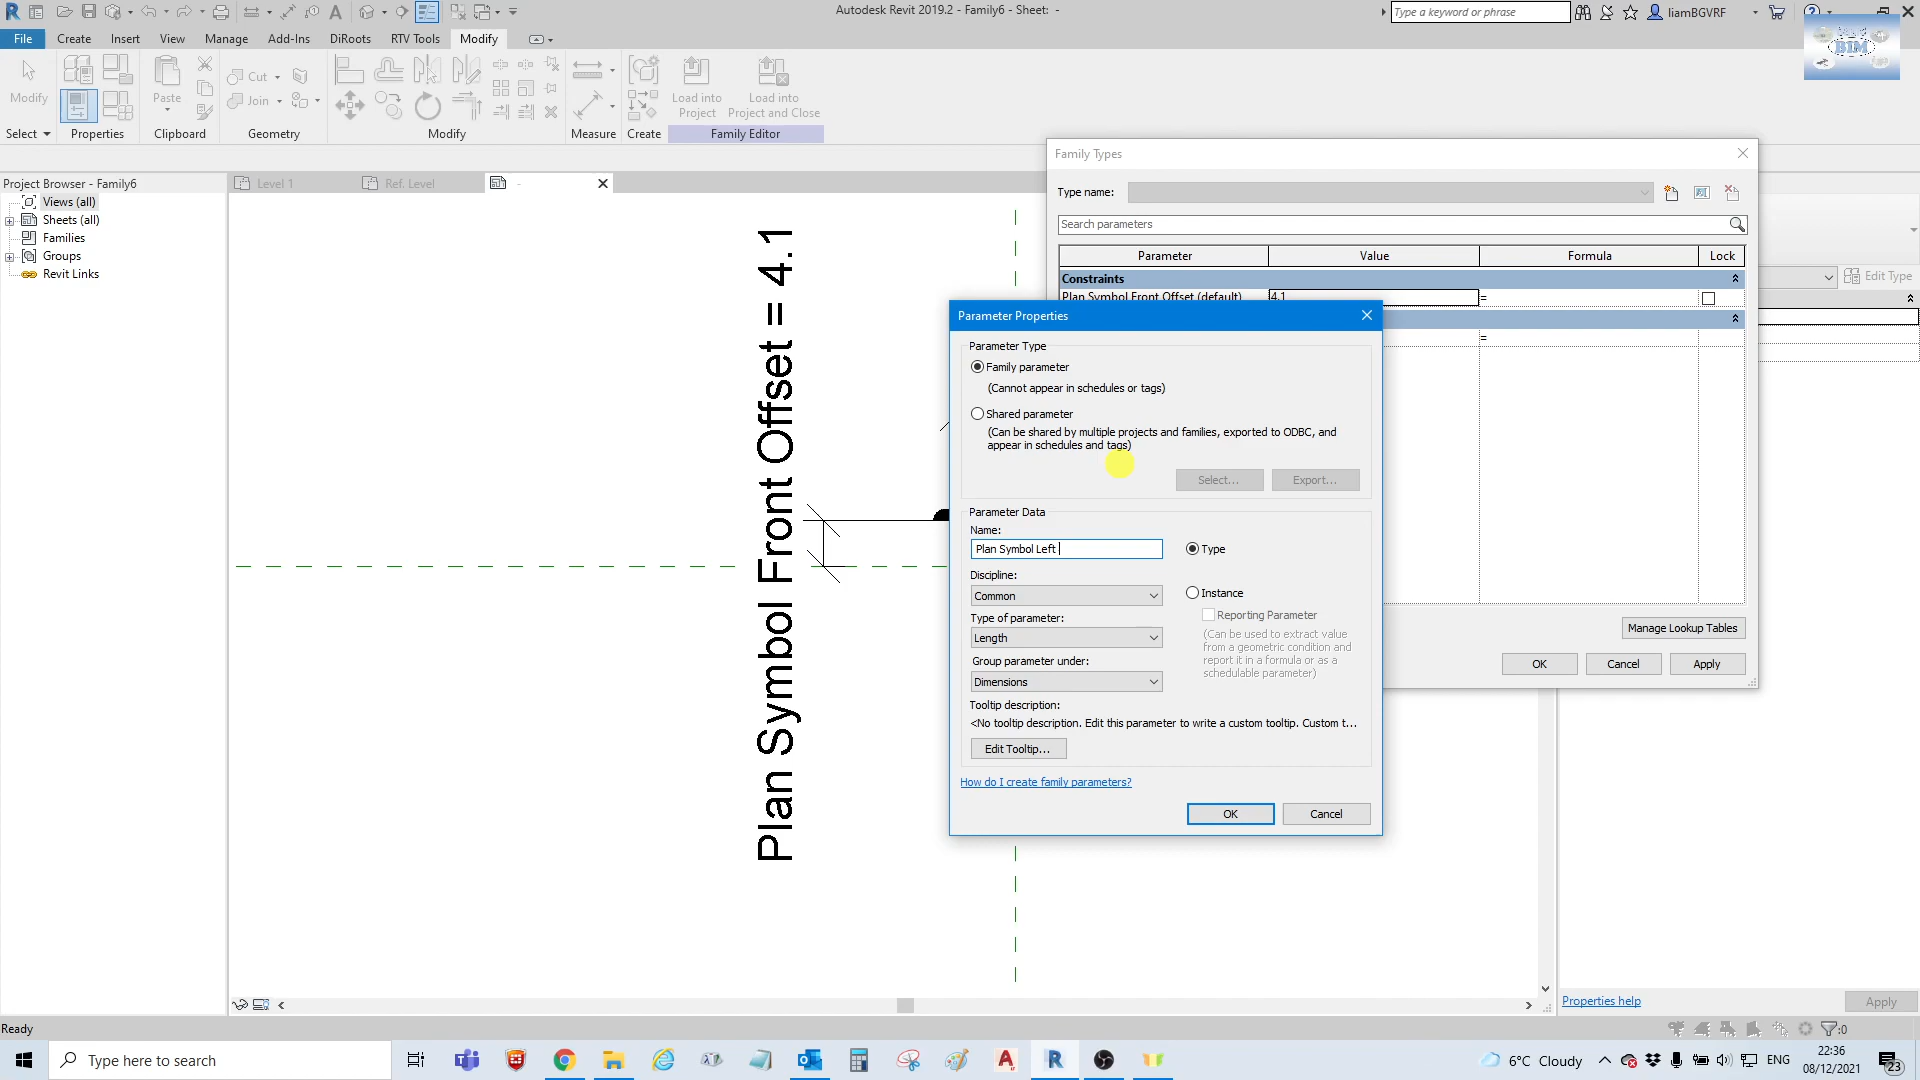 Autodesk Revit 2019.2 - Family6 - Sheet: -
Type a keyword or phrase
liamBGVRF
File
Create
Insert
View
Manage
Add-Ins
DiRoots
RTV Tools
Modify
BIM
Modify
Paste
Cut
Join
Load into
Project
Load into
Project and Close
Select
Properties
Clipboard
Geometry
Modify
Measure
Create
Family Editor
Project Browser - Family6
Level 1
Ref. Level
-
Views (all)
Sheets (all)
Families
Groups
Revit Links
Plan Symbol Front Offset = 4.1
Family Types
Type name:
Search parameters
Parameter
Value
Formula
Lock
Constraints
Plan Symbol Front Offset (default)
4.1
=
=
Edit Type
Manage Lookup Tables
OK
Cancel
Apply
Parameter Properties
Parameter Type
Family parameter
(Cannot appear in schedules or tags)
Shared parameter
(Can be shared by multiple projects and families, exported to ODBC, and
appear in schedules and tags)
Select...
Export...
Parameter Data
Name:
Plan Symbol Left
Type
Discipline:
Common
Instance
Reporting Parameter
Type of parameter:
Length
(Can be used to extract value
from a geometric condition and
report it in a formula or as a
schedulable parameter)
Group parameter under:
Dimensions
Tooltip description:
<No tooltip description. Edit this parameter to write a custom tooltip. Custom t...
Edit Tooltip...
How do I create family parameters?
OK
Cancel
Properties help
Apply
Ready
:0
Type here to search
6°C Cloudy
ENG
22:36
08/12/2021
23